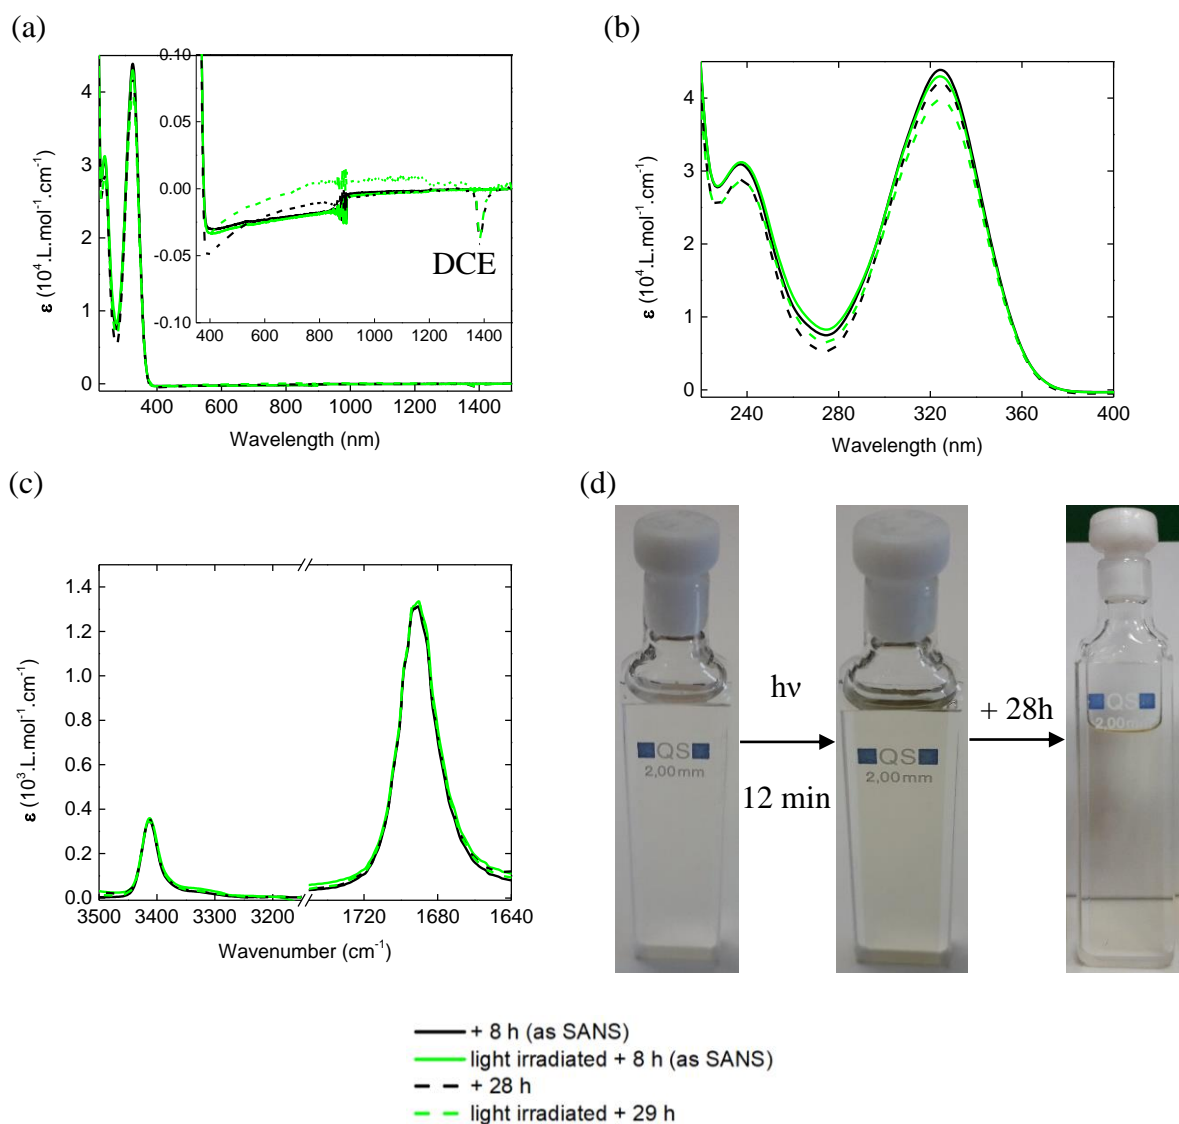 (a)
(b)
4
3
2
1
0
ε (10⁴.L.mol⁻¹.cm⁻¹)
0.10
0.05
0.00
-0.05
-0.10
DCE
400 600 800 1000 1200 1400
400 600 800 1000 1200 1400
Wavelength (nm)
4
3
2
1
0
ε (10⁴.L.mol⁻¹.cm⁻¹)
240 280 320 360 400
Wavelength (nm)
(c)
(d)
1.4
1.2
1.0
0.8
0.6
0.4
0.2
0.0
ε (10³.L.mol⁻¹.cm⁻¹)
3500 3400 3300 3200 1720 1680 1640
Wavenumber (cm⁻¹)
QS
2,00mm
hν
12 min
QS
2,00mm
+ 28h
QS
2,00mm
+ 8 h (as SANS)
light irradiated + 8 h (as SANS)
+ 28 h
light irradiated + 29 h